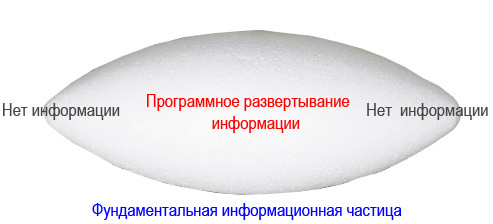 Программное развертывание
информации
Нет информации
Нет информации
Фундаментальная информационная частица